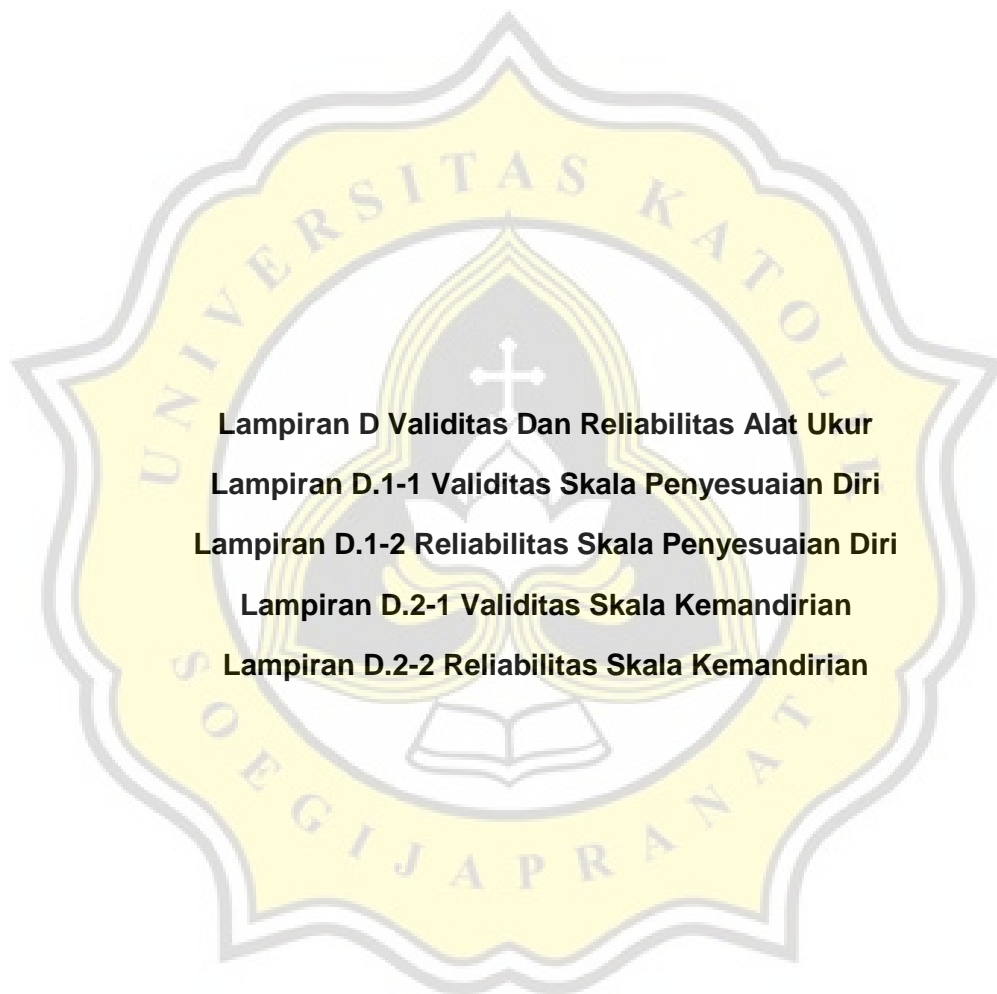 UNIVERSITAS KATOLIK
Lampiran D Validitas Dan Reliabilitas Alat Ukur
Lampiran D.1-1 Validitas Skala Penyesuaian Diri
Lampiran D.1-2 Reliabilitas Skala Penyesuaian Diri
Lampiran D.2-1 Validitas Skala Kemandirian
Lampiran D.2-2 Reliabilitas Skala Kemandirian
SOEGIJAPRANATA